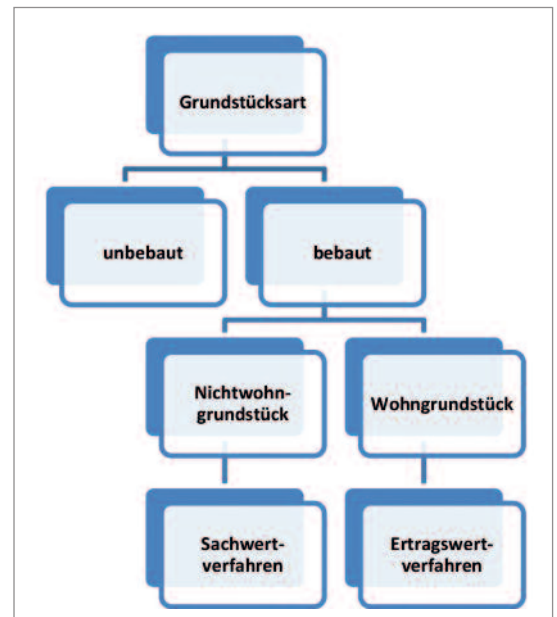 Grundstücksart
unbebaut
bebaut
Nichtwohn-
grundstück
Wohngrundstück
Sachwert-
verfahren
Ertragswert-
verfahren